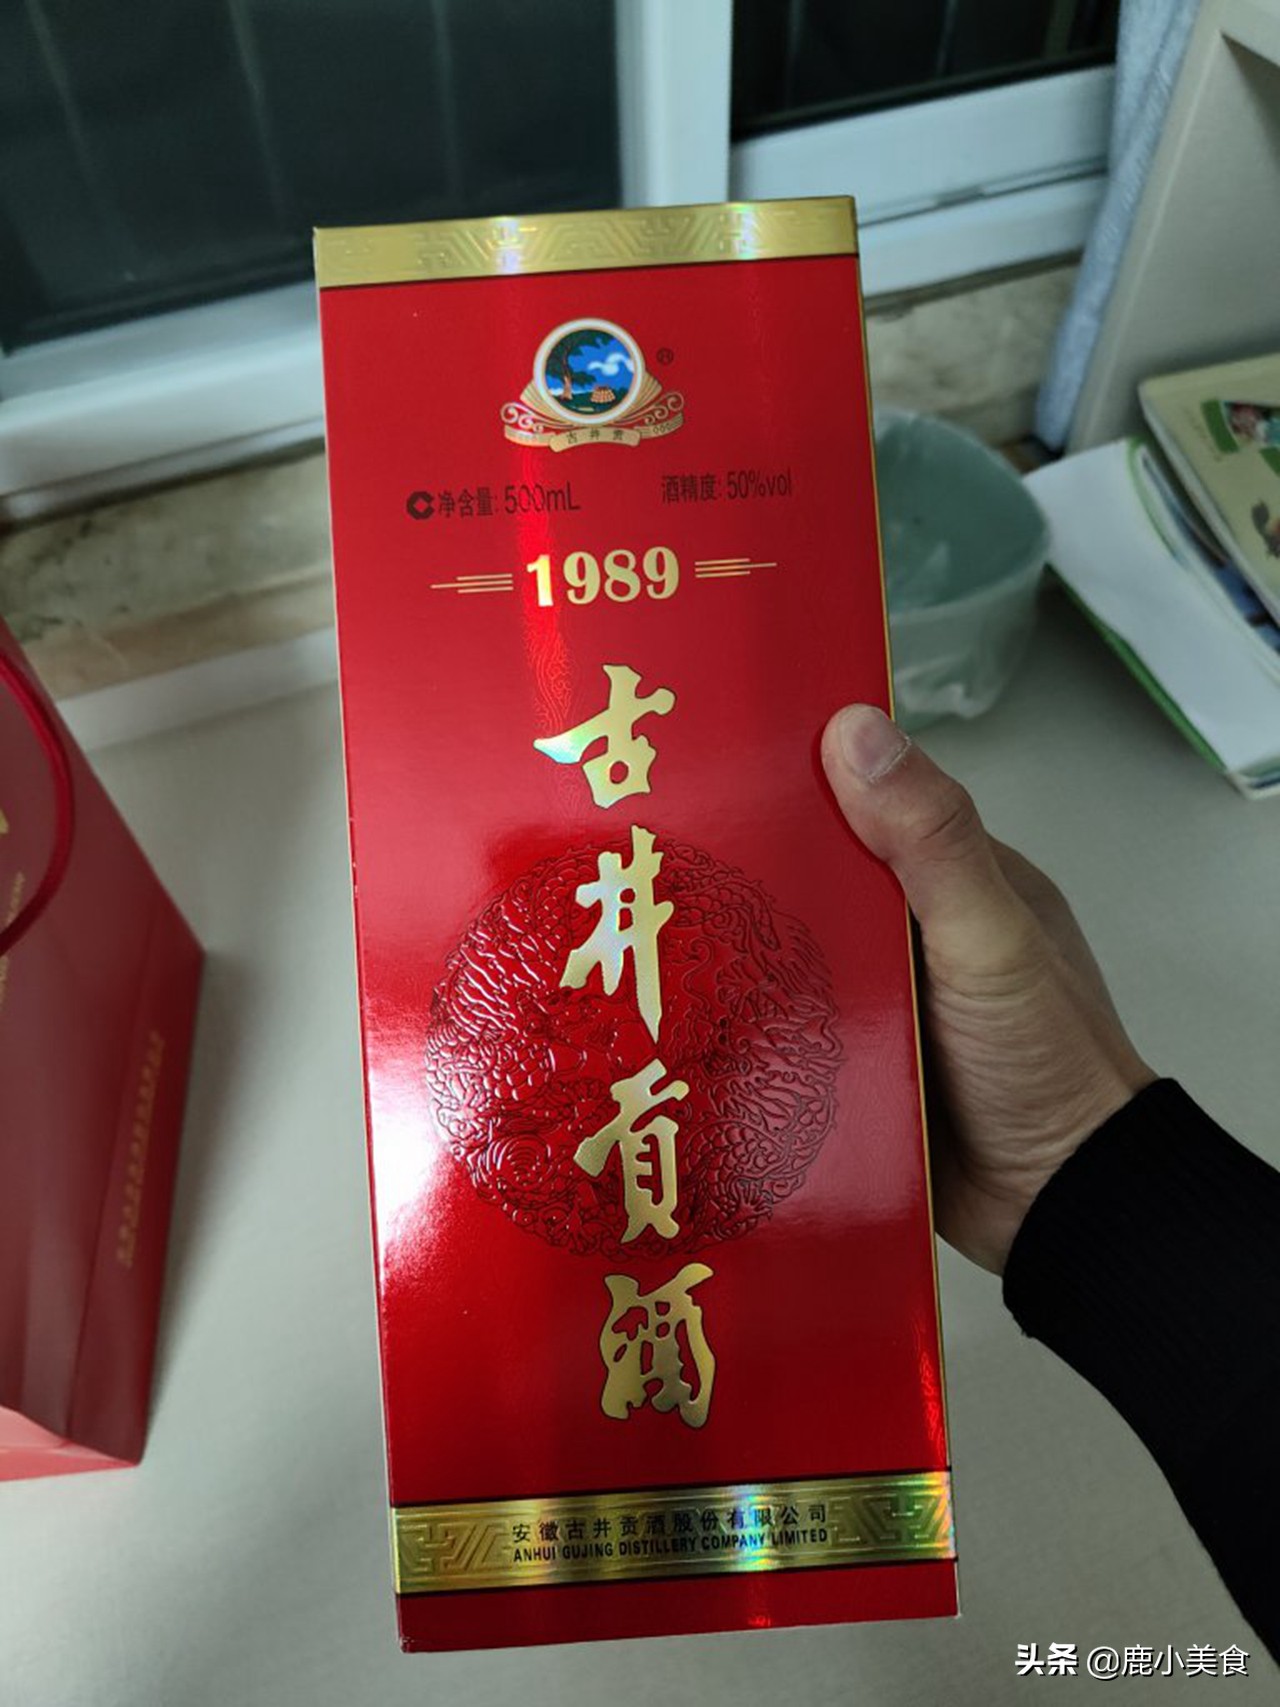 古井贡
®
净含量: 500mL 酒精度: 50%vol
1989
古井贡酒
安徽古井贡酒股份有限公司
ANHUI GUJING DISTILLERY COMPANY LIMITED
头条 @鹿小美食